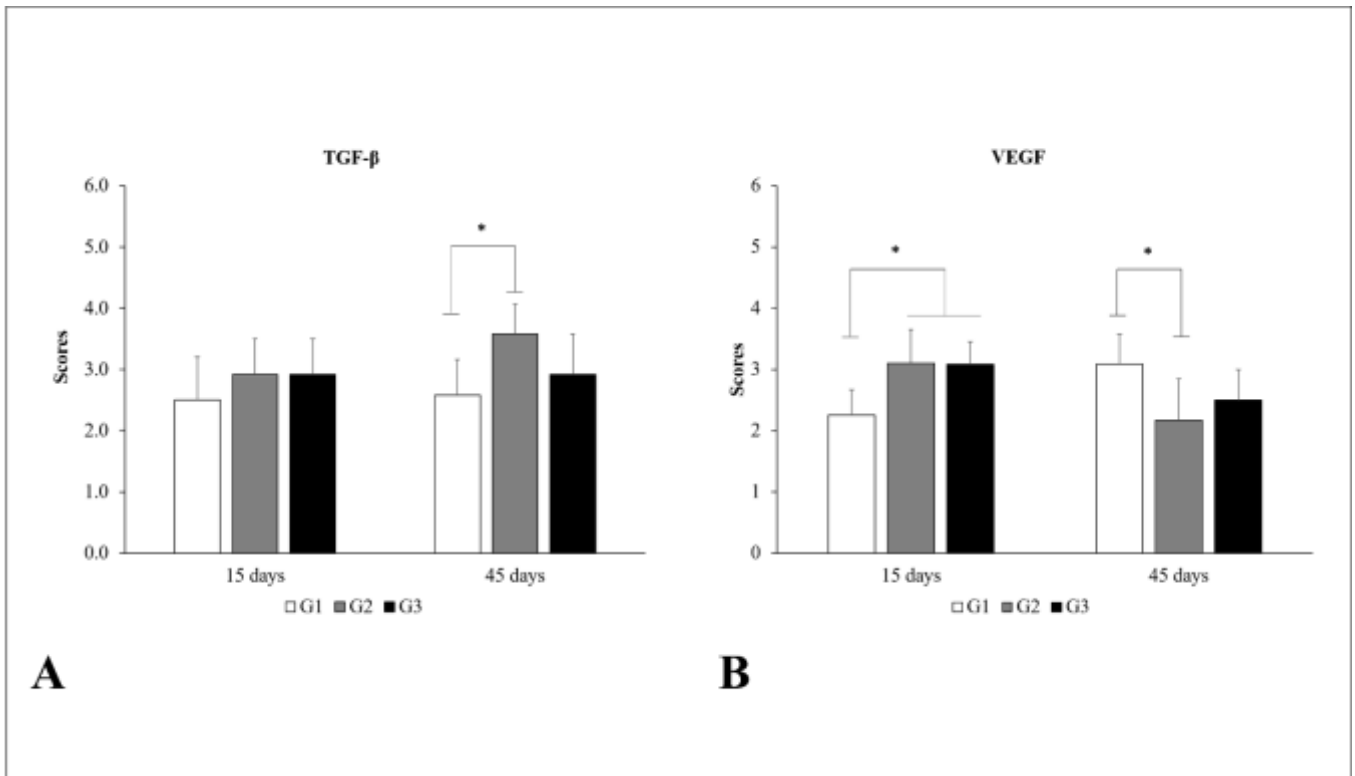 TGF-β
6.0
5.0
4.0
3.0
2.0
1.0
0.0
Scores
*
15 days
45 days
G1 G2 G3
A
VEGF
6
5
4
3
2
1
0
Scores
*
*
15 days
45 days
G1 G2 G3
B